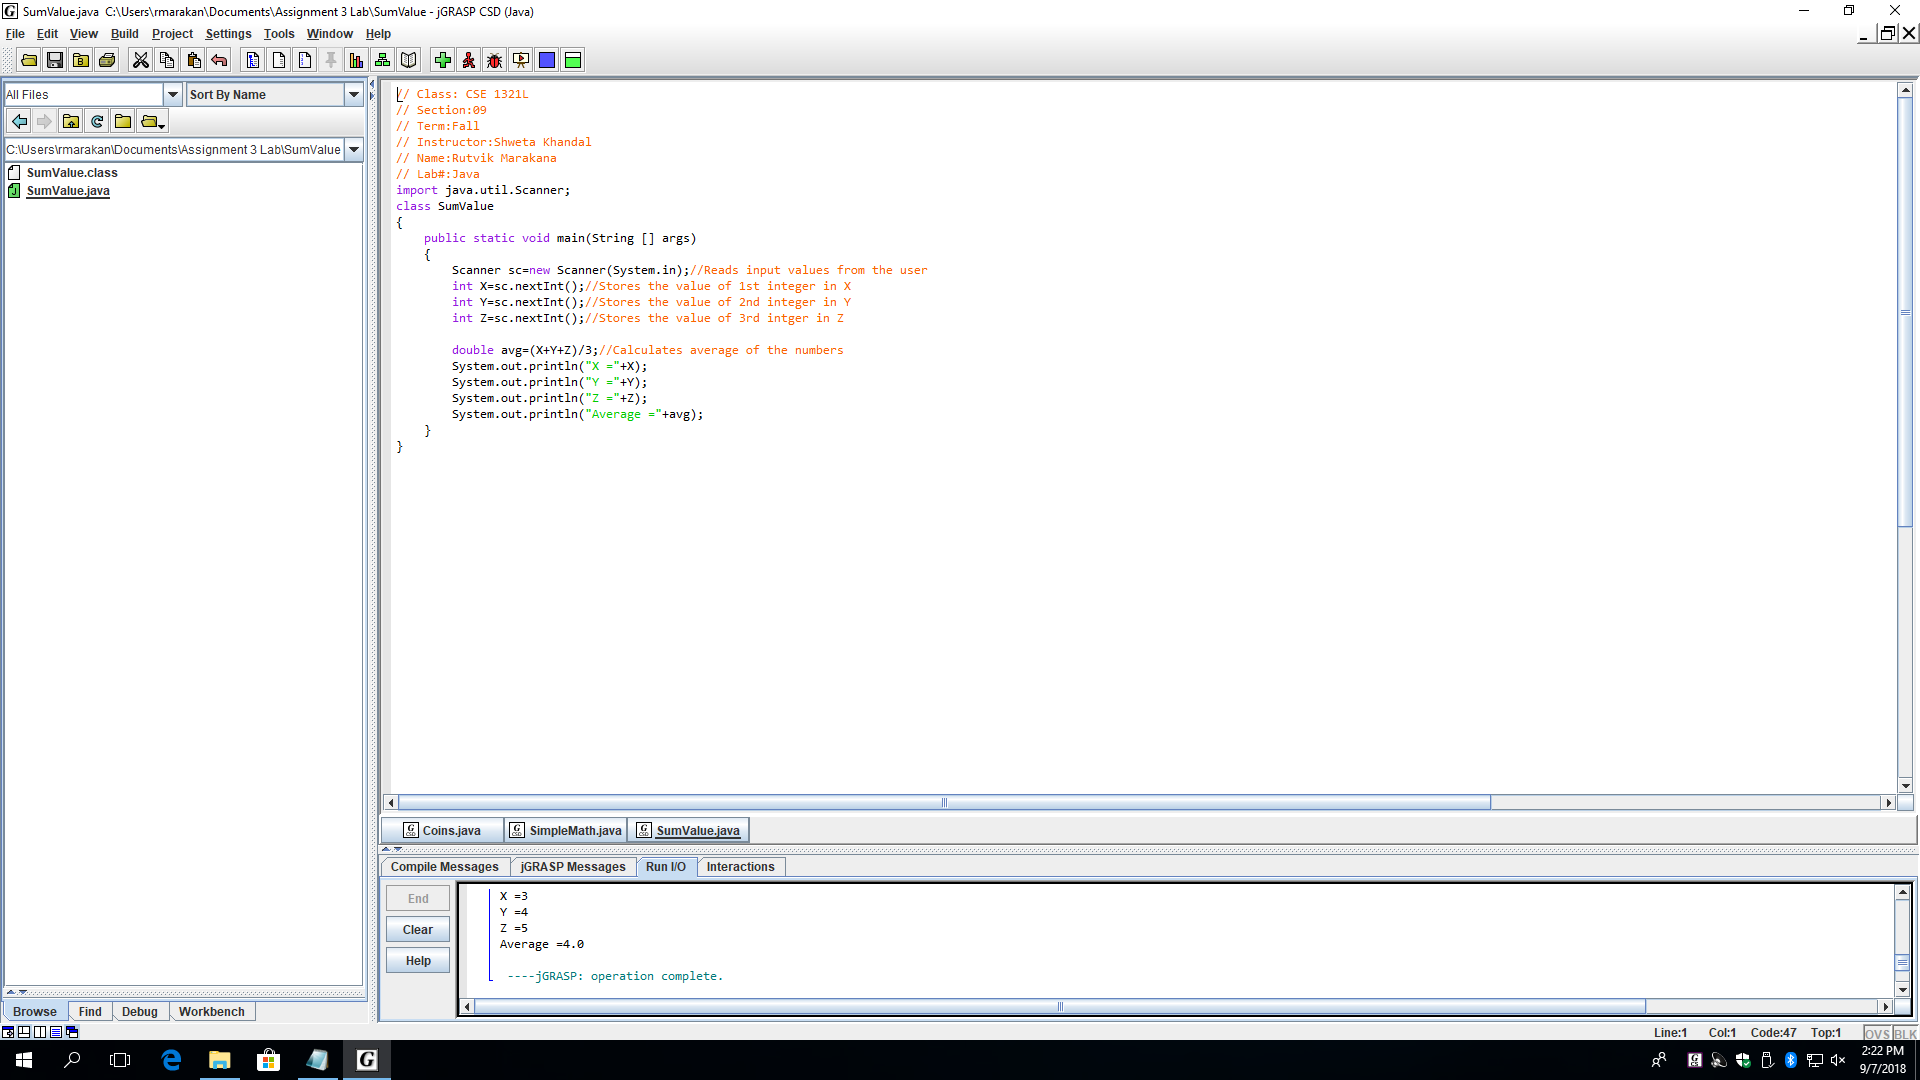 SumValue.java  C:\Users\rmarakan\Documents\Assignment 3 Lab\SumValue - jGRASP CSD (Java)
File Edit View Build Project Settings Tools Window Help
All Files
Sort By Name
C:\Users\rmarakan\Documents\Assignment 3 Lab\SumValue
SumValue.class
SumValue.java
Browse Find Debug Workbench
// Class: CSE 1321L
// Section:09
// Term:Fall
// Instructor:Shweta Khandal
// Name:Rutvik Marakana
// Lab#:Java
import java.util.Scanner;
class SumValue
{
    public static void main(String [] args)
    {
        Scanner sc=new Scanner(System.in);//Reads input values from the user
        int X=sc.nextInt();//Stores the value of 1st integer in X
        int Y=sc.nextInt();//Stores the value of 2nd integer in Y
        int Z=sc.nextInt();//Stores the value of 3rd intger in Z
        double avg=(X+Y+Z)/3;//Calculates average of the numbers
        System.out.println("X ="+X);
        System.out.println("Y ="+Y);
        System.out.println("Z ="+Z);
        System.out.println("Average ="+avg);
    }
}
Coins.java SimpleMath.java SumValue.java
Compile Messages jGRASP Messages Run I/O Interactions
End
Clear
Help
X =3
Y =4
Z =5
Average =4.0
----jGRASP: operation complete.
Line:1 Col:1 Code:47 Top:1 OVS BLK
2:22 PM
9/7/2018